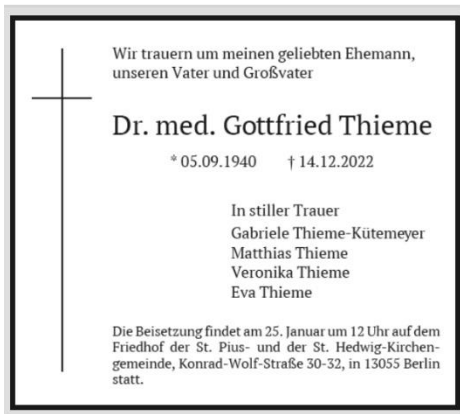 Wir trauern um meinen geliebten Ehemann,
unseren Vater und Großvater
Dr. med. Gottfried Thieme
* 05.09.1940 † 14.12.2022
In stiller Trauer
Gabriele Thieme-Kütemeyer
Matthias Thieme
Veronika Thieme
Eva Thieme
Die Beisetzung findet am 25. Januar um 12 Uhr auf dem
Friedhof der St. Pius- und der St. Hedwig-Kirchen-
gemeinde, Konrad-Wolf-Straße 30-32, in 13055 Berlin
statt.